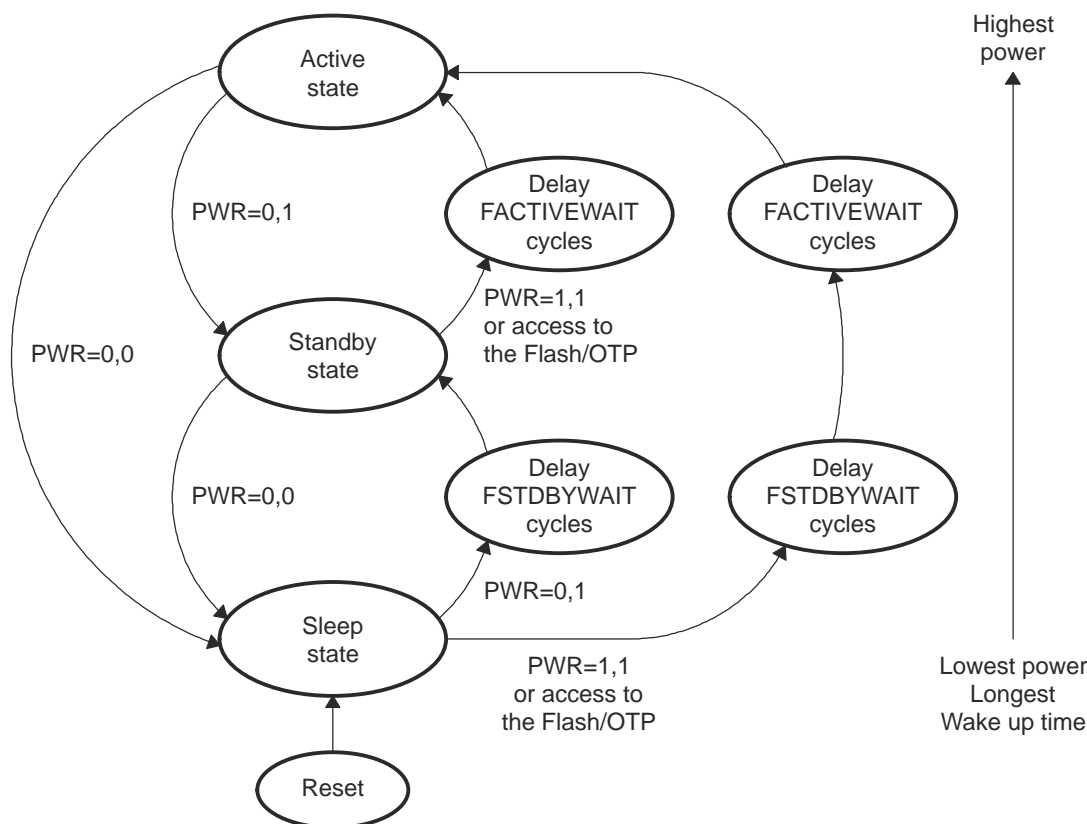 Active
state
Highest
power
Delay
FACTIVEWAIT
cycles
Delay
FACTIVEWAIT
cycles
PWR=0,1
PWR=1,1
or access to
the Flash/OTP
Standby
state
PWR=0,0
Delay
FSTDBYWAIT
cycles
Delay
FSTDBYWAIT
cycles
PWR=0,0
PWR=0,1
Sleep
state
PWR=1,1
or access to
the Flash/OTP
Lowest power
Longest
Wake up time
Reset